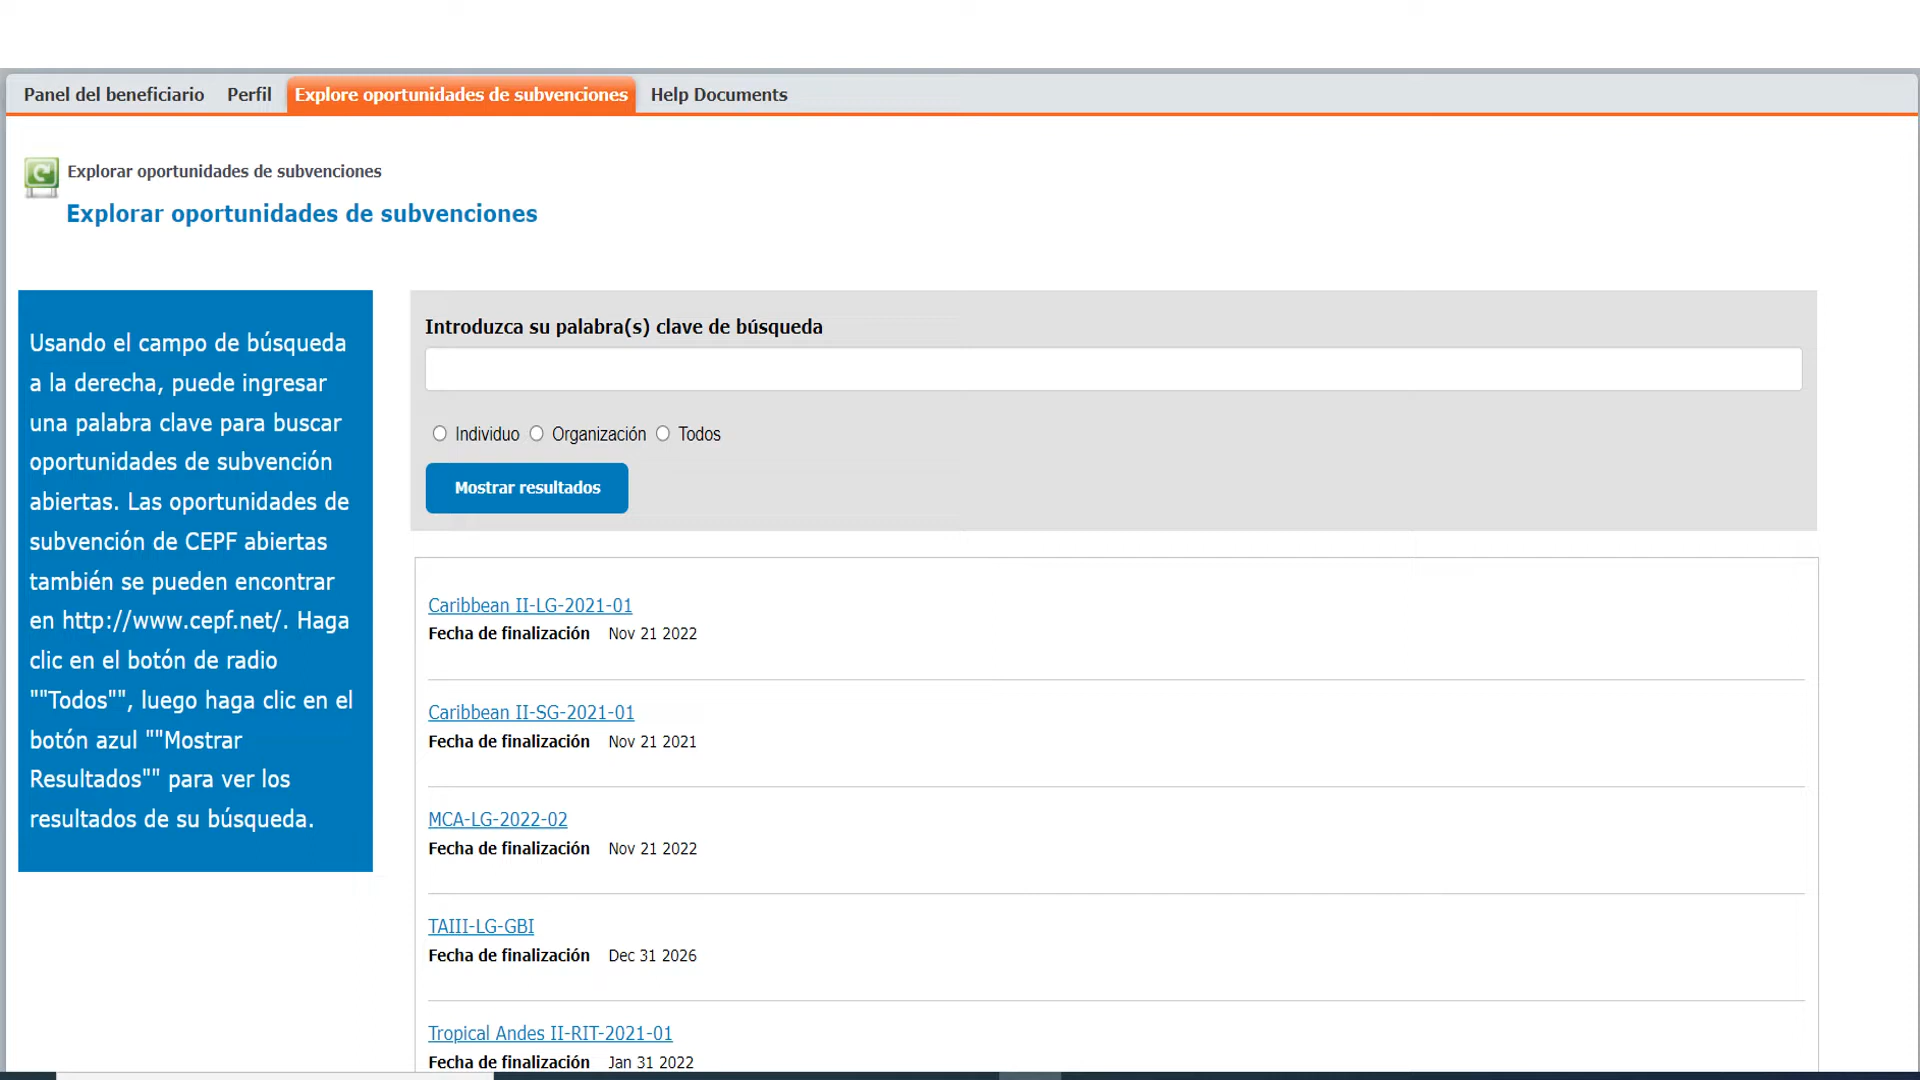 Panel del beneficiario Perfil Explore oportunidades de subvenciones Help Documents
Explorar oportunidades de subvenciones
Explorar oportunidades de subvenciones
Usando el campo de búsqueda
a la derecha, puede ingresar
una palabra clave para buscar
oportunidades de subvención
abiertas. Las oportunidades de
subvención de CEPF abiertas
también se pueden encontrar
en http://www.cepf.net/. Haga
clic en el botón de radio
""Todos"", luego haga clic en el
botón azul ""Mostrar
Resultados"" para ver los
resultados de su búsqueda.
Introduzca su palabra(s) clave de búsqueda
Individuo Organización Todos
Mostrar resultados
Caribbean II-LG-2021-01
Fecha de finalización Nov 21 2022
Caribbean II-SG-2021-01
Fecha de finalización Nov 21 2021
MCA-LG-2022-02
Fecha de finalización Nov 21 2022
TAIII-LG-GBI
Fecha de finalización Dec 31 2026
Tropical Andes II-RIT-2021-01
Fecha de finalización Jan 31 2022